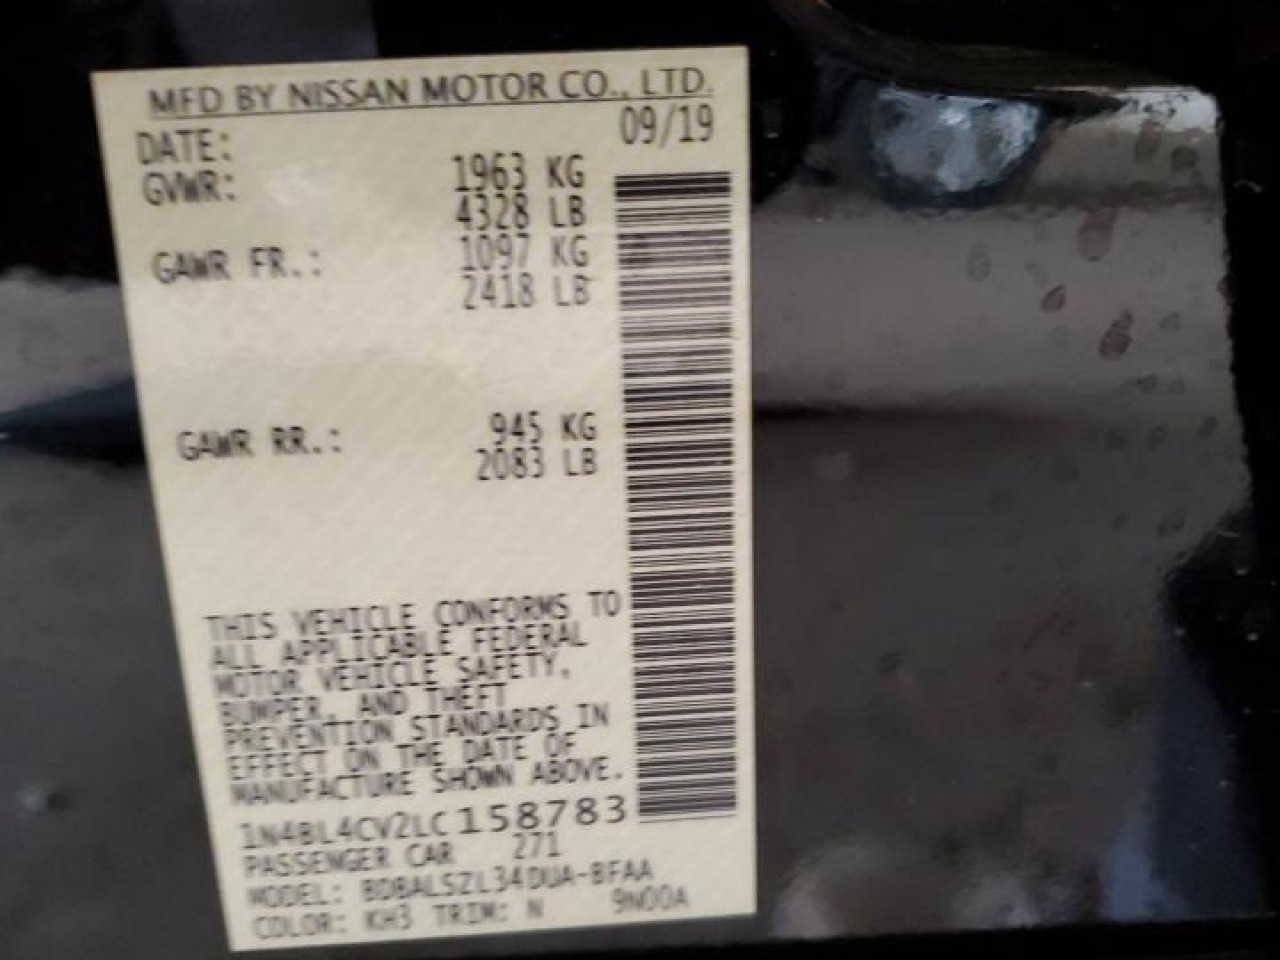 MFD BY NISSAN MOTOR CO., LTD.
DATE: 09/19
GVWR: 1963 KG
4328 LB
GAWR FR.: 1097 KG
2418 LB
GAWR RR.: 945 KG
2083 LB
THIS VEHICLE CONFORMS TO
ALL APPLICABLE FEDERAL
MOTOR VEHICLE SAFETY,
BUMPER, AND THEFT
PREVENTION STANDARDS IN
EFFECT ON THE DATE OF
MANUFACTURE SHOWN ABOVE.
1N4BL4CV2LC158783
PASSENGER CAR 271
MODEL: BDBALSZL34DUA-BFAA
COLOR: KH3 TRIM: N 9N00A